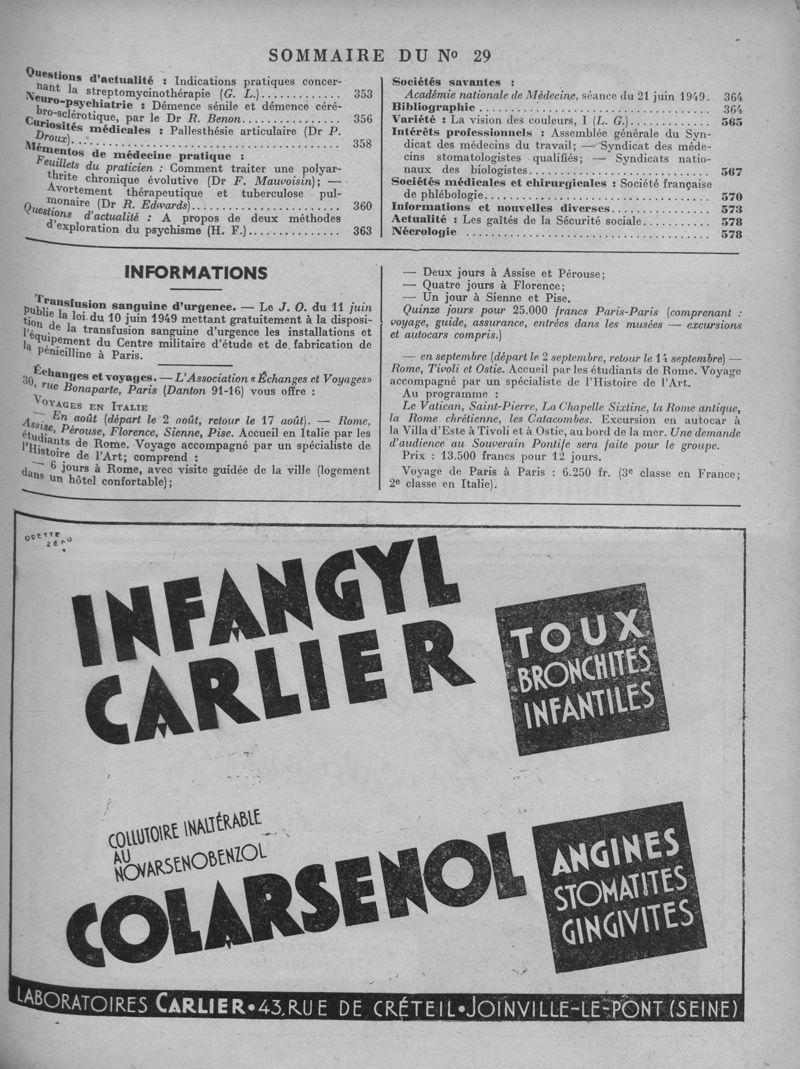 SOMMAIRE DU No 29
Questions d'actualité : Indications pratiques concer-
nant la streptomycinothérapie (G. L.)............ 353
Neuro-psychiatrie : Démence sénile et démence céré-
bro-sclérotique, par le Dr R. Benon............ 356
Curiosités médicales : Pallesthésie articulaire (Dr P.
Droux)............ 358
Mémentos de médecine pratique :
Feuillets du praticien : Comment traiter une polyar-
thrite chronique évolutive (Dr F. Mauvoisin); —
Avortement thérapeutique et tuberculose pul-
monaire (Dr R. Edwards)............ 360
Questions d'actualité : A propos de deux méthodes
d'exploration du psychisme (H. F.)............ 363
Sociétés savantes :
Académie nationale de Médecine, séance du 21 juin 1949. 364
Bibliographie ............ 364
Variété : La vision des couleurs, I (L. G.)............ 565
Intérêts professionnels : Assemblée générale du Syn-
dicat des médecins du travail; — Syndicat des méde-
cins stomatologistes qualifiés; — Syndicats natio-
naux des biologistes............ 567
Sociétés médicales et chirurgicales : Société française
de phlébologie............ 570
Informations et nouvelles diverses............ 573
Actualité : Les gaîtés de la Sécurité sociale............ 578
Nécrologie ............ 578
INFORMATIONS
Transfusion sanguine d'urgence. — Le J. O. du 11 juin
publie la loi du 10 juin 1949 mettant gratuitement à la disposi-
tion de la transfusion sanguine d'urgence les installations et
l'équipement du Centre militaire d'étude et de fabrication de
la pénicilline à Paris.
Échanges et voyages. — L'Association «Échanges et Voyages»
30, rue Bonaparte, Paris (Danton 91-16) vous offre :
VOYAGES EN ITALIE
— En août (départ le 2 août, retour le 17 août). — Rome,
Assise, Pérouse, Florence, Sienne, Pise. Accueil en Italie par les
étudiants de Rome. Voyage accompagné par un spécialiste de
l'Histoire de l'Art; comprend :
— 6 jours à Rome, avec visite guidée de la ville (logement
dans un hôtel confortable);
— Deux jours à Assise et Pérouse;
— Quatre jours à Florence;
— Un jour à Sienne et Pise.
Quinze jours pour 25.000 francs Paris-Paris (comprenant :
voyage, guide, assurance, entrées dans les musées — excursions
et autocars compris.)
— en septembre (départ le 2 septembre, retour le 14 septembre) —
Rome, Tivoli et Ostie. Accueil par les étudiants de Rome. Voyage
accompagné par un spécialiste de l'Histoire de l'Art.
Au programme :
Le Vatican, Saint-Pierre, La Chapelle Sixtine, la Rome antique,
la Rome chrétienne, les Catacombes. Excursion en autocar à
la Villa d'Este à Tivoli et à Ostie, au bord de la mer. Une demande
d'audience au Souverain Pontife sera faite pour le groupe.
Prix : 13.500 francs pour 12 jours.
Voyage de Paris à Paris : 6.250 fr. (3e classe en France;
2e classe en Italie).
ODETTE
ZÉRO
INFANGYL
CARLIER
TOUX
BRONCHITES
INFANTILES
COLLUTOIRE INALTÉRABLE
AU
NOVARSENOBENZOL
COLARSENOL
ANGINES
STOMATITES
GINGIVITES
LABORATOIRES CARLIER•43, RUE DE CRÉTEIL•JOINVILLE-LE-PONT (SEINE)